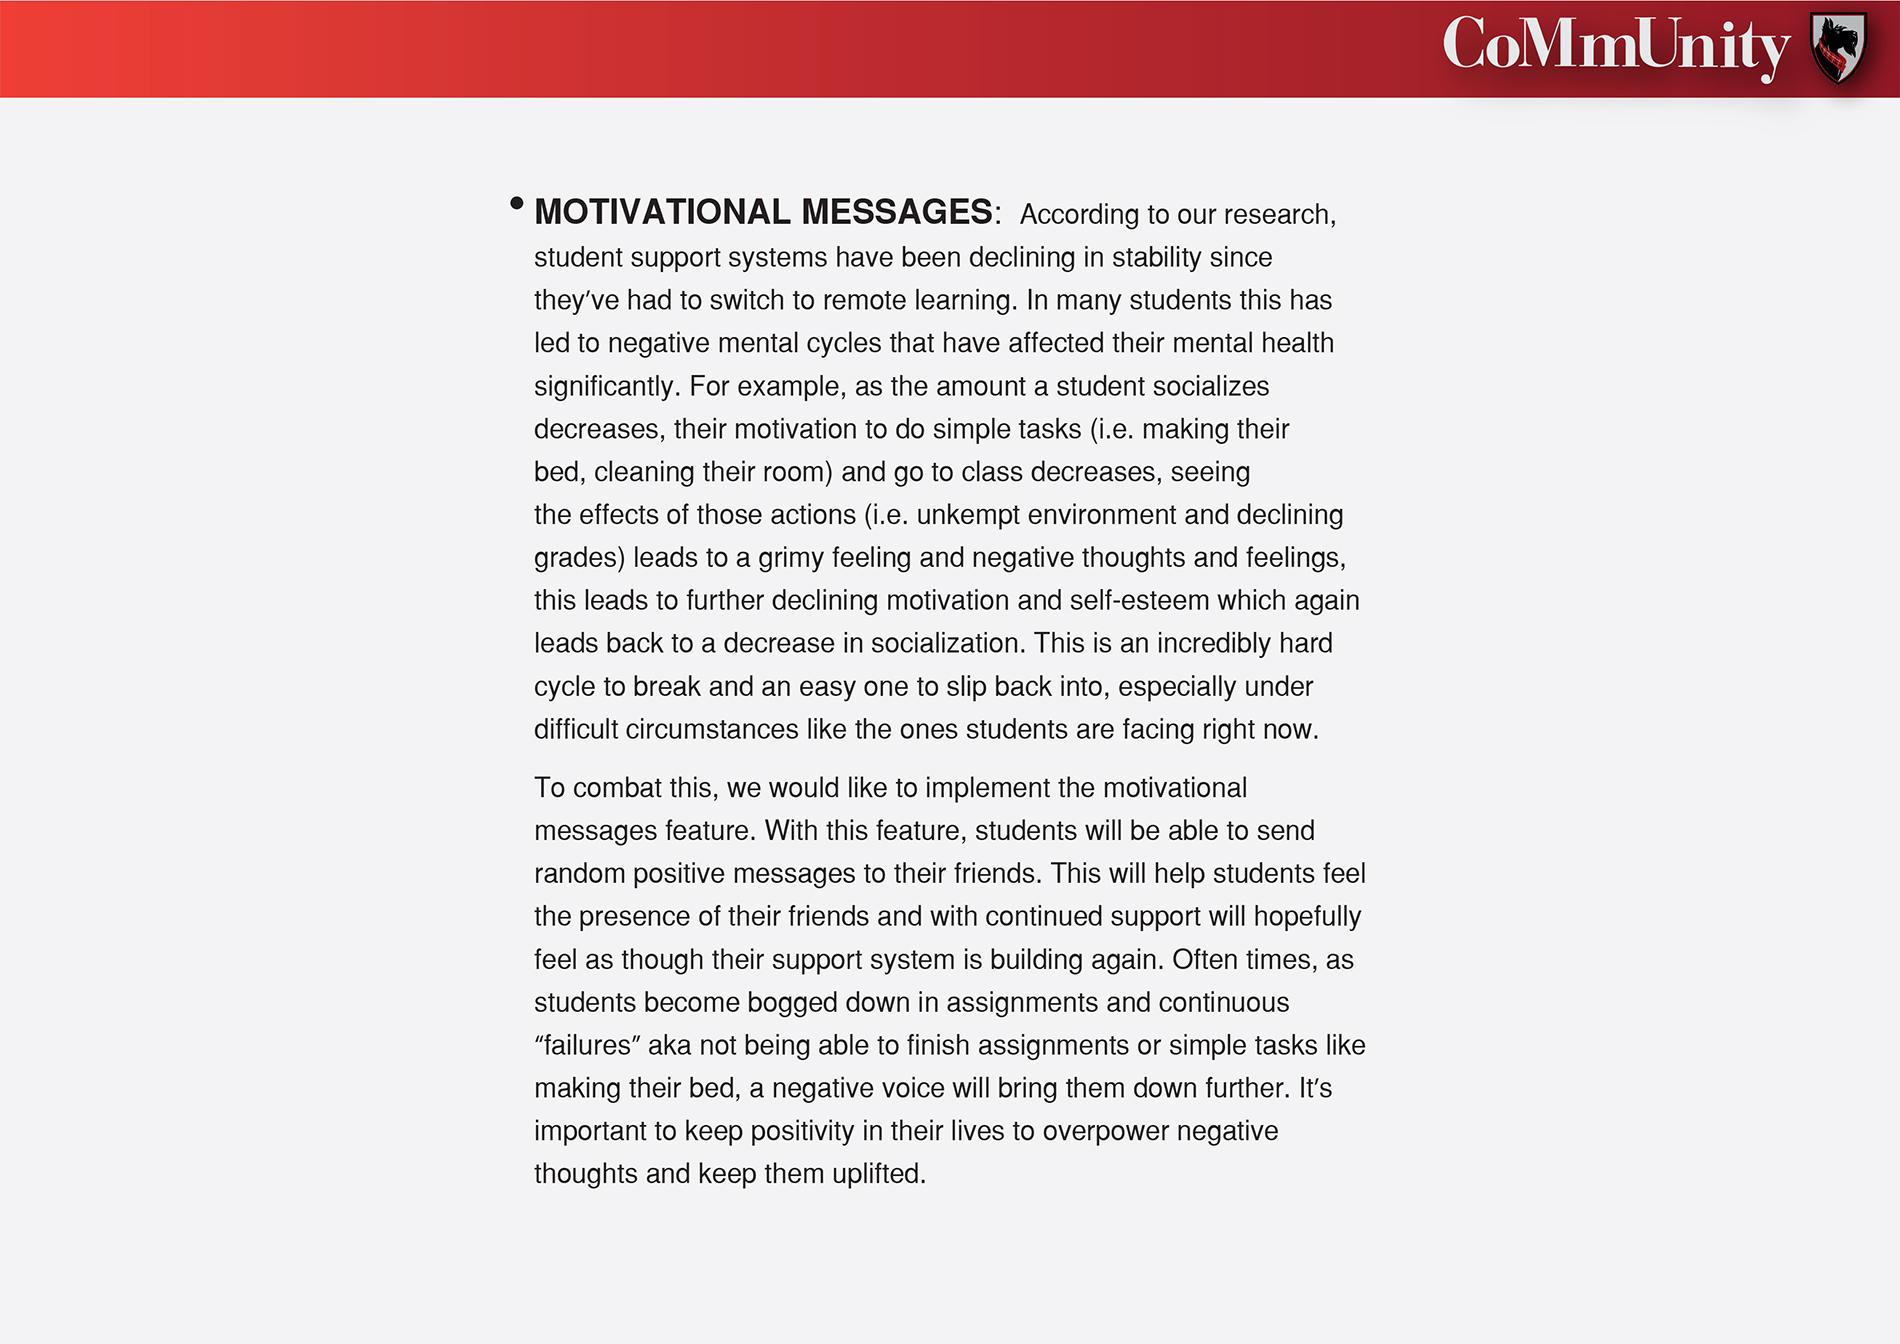 CoMmUnity
• MOTIVATIONAL MESSAGES: According to our research,
student support systems have been declining in stability since
they’ve had to switch to remote learning. In many students this has
led to negative mental cycles that have affected their mental health
significantly. For example, as the amount a student socializes
decreases, their motivation to do simple tasks (i.e. making their
bed, cleaning their room) and go to class decreases, seeing
the effects of those actions (i.e. unkempt environment and declining
grades) leads to a grimy feeling and negative thoughts and feelings,
this leads to further declining motivation and self-esteem which again
leads back to a decrease in socialization. This is an incredibly hard
cycle to break and an easy one to slip back into, especially under
difficult circumstances like the ones students are facing right now.
To combat this, we would like to implement the motivational
messages feature. With this feature, students will be able to send
random positive messages to their friends. This will help students feel
the presence of their friends and with continued support will hopefully
feel as though their support system is building again. Often times, as
students become bogged down in assignments and continuous
“failures” aka not being able to finish assignments or simple tasks like
making their bed, a negative voice will bring them down further. It’s
important to keep positivity in their lives to overpower negative
thoughts and keep them uplifted.